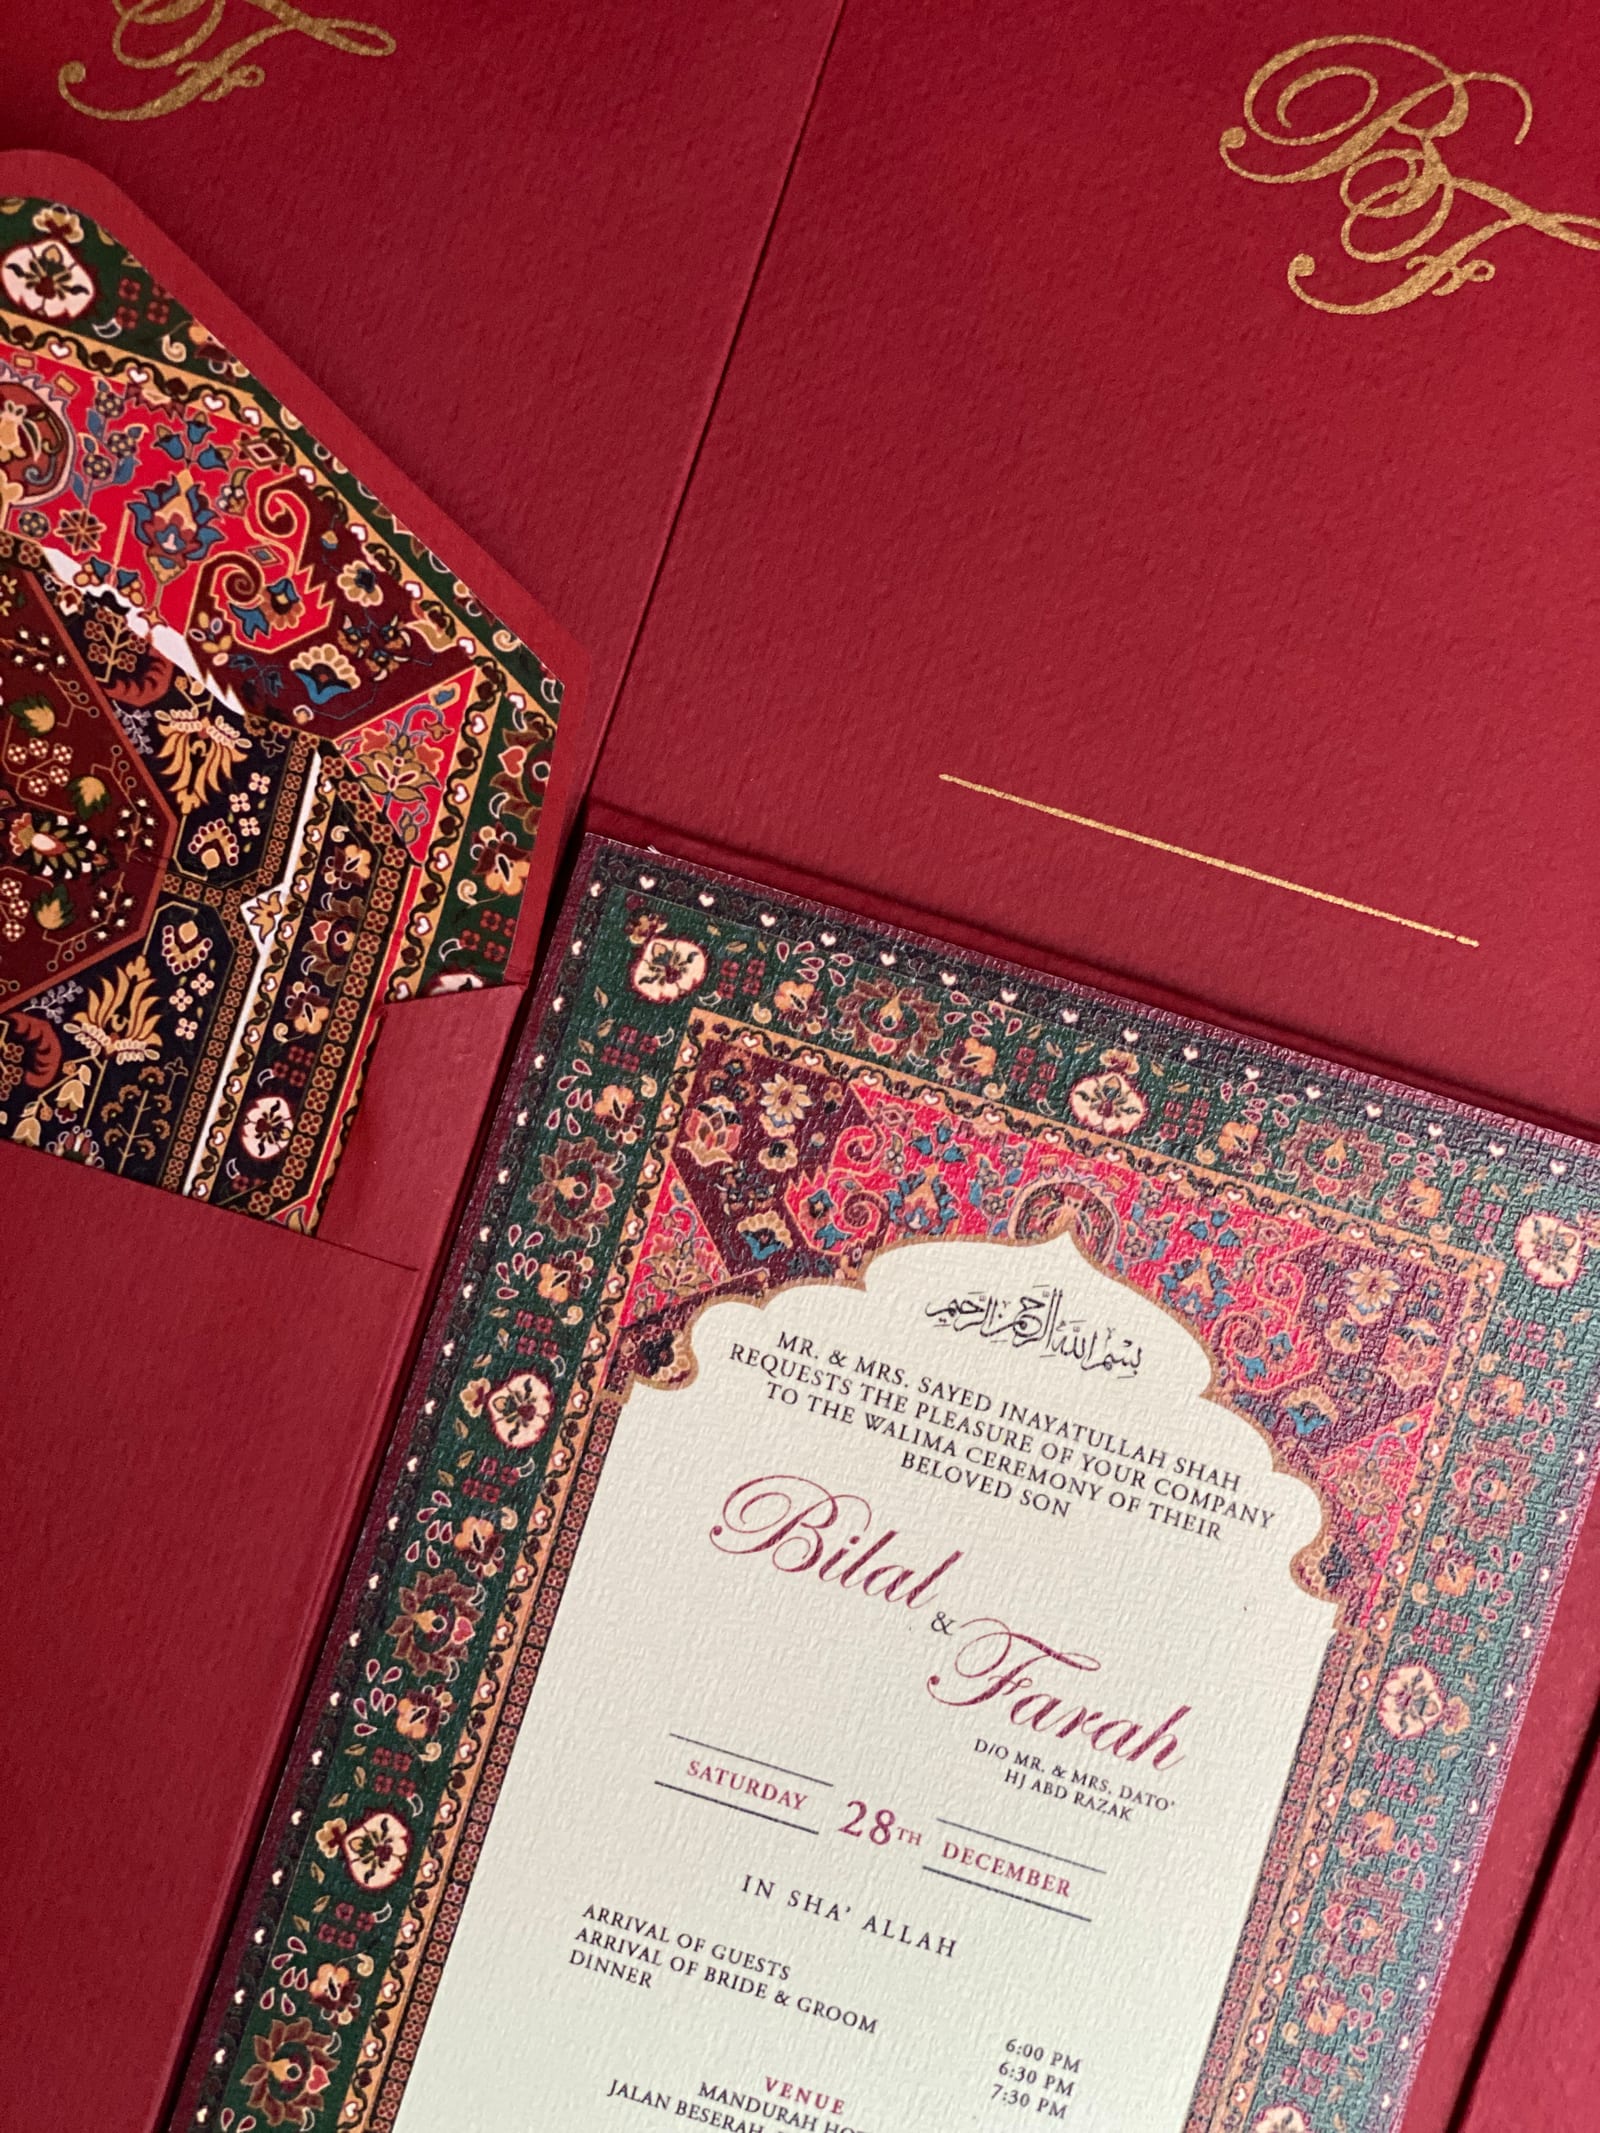 BF
بسم الله الرحمن الرحيم
MR. & MRS. SAYED INAYATULLAH SHAH
REQUESTS THE PLEASURE OF YOUR COMPANY
TO THE WALIMA CEREMONY OF THEIR
BELOVED SON
Bilal
&
Farah
D/O MR. & MRS. DATO'
HJ ABD RAZAK
SATURDAY 28TH DECEMBER
IN SHA' ALLAH
ARRIVAL OF GUESTS 6:00 PM
ARRIVAL OF BRIDE & GROOM 6:30 PM
DINNER 7:30 PM
VENUE
MANDURAH
JALAN BESERAH